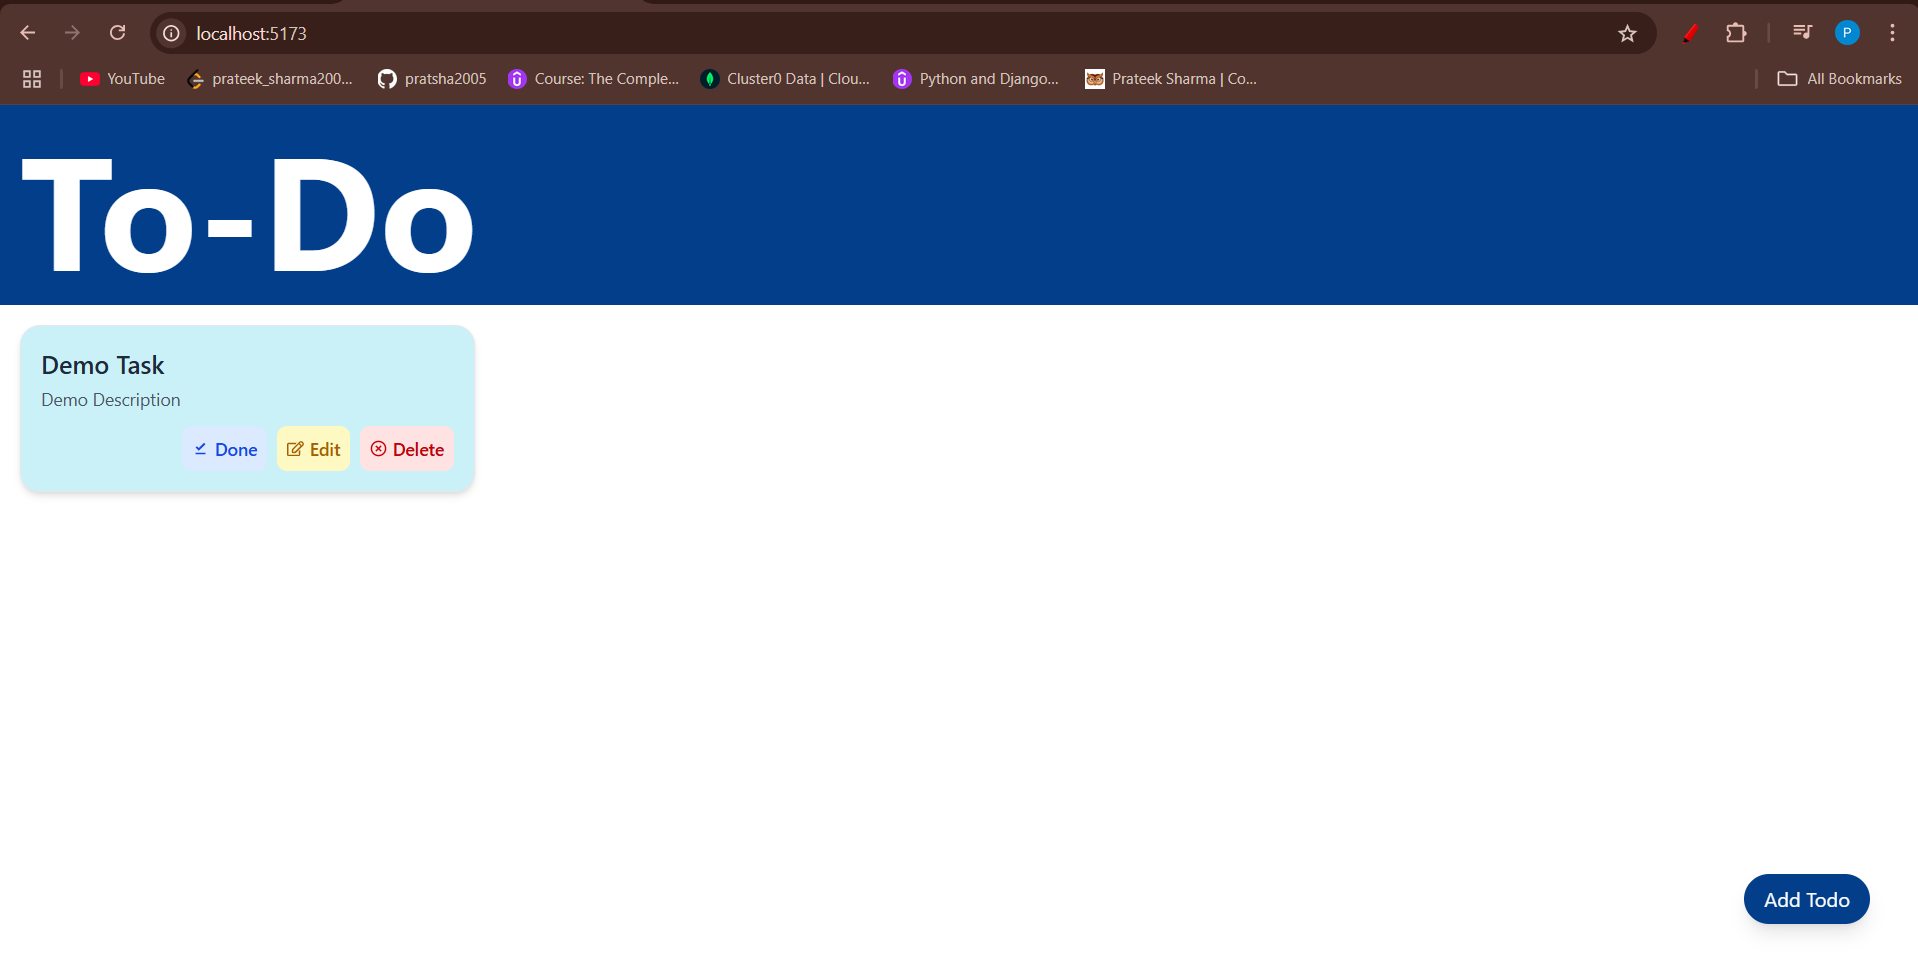 localhost:5173
YouTube
prateek_sharma200...
pratsha2005
Course: The Comple...
Cluster0 Data | Clou...
Python and Django...
Prateek Sharma | Co...
All Bookmarks
P
To-Do
Demo Task
Demo Description
Done
Edit
Delete
Add Todo